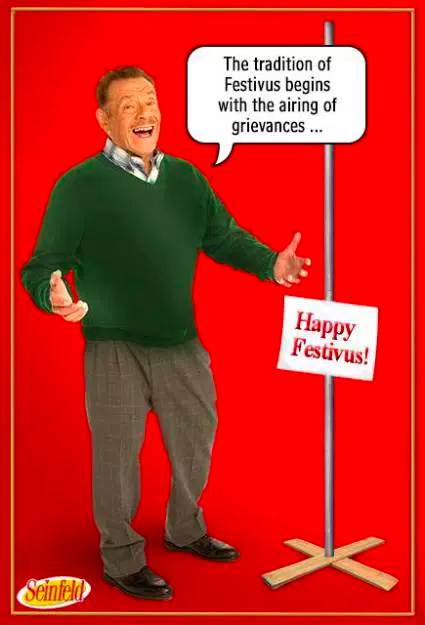 The tradition of
Festivus begins
with the airing of
grievances ...
Happy
Festivus!
Seinfeld